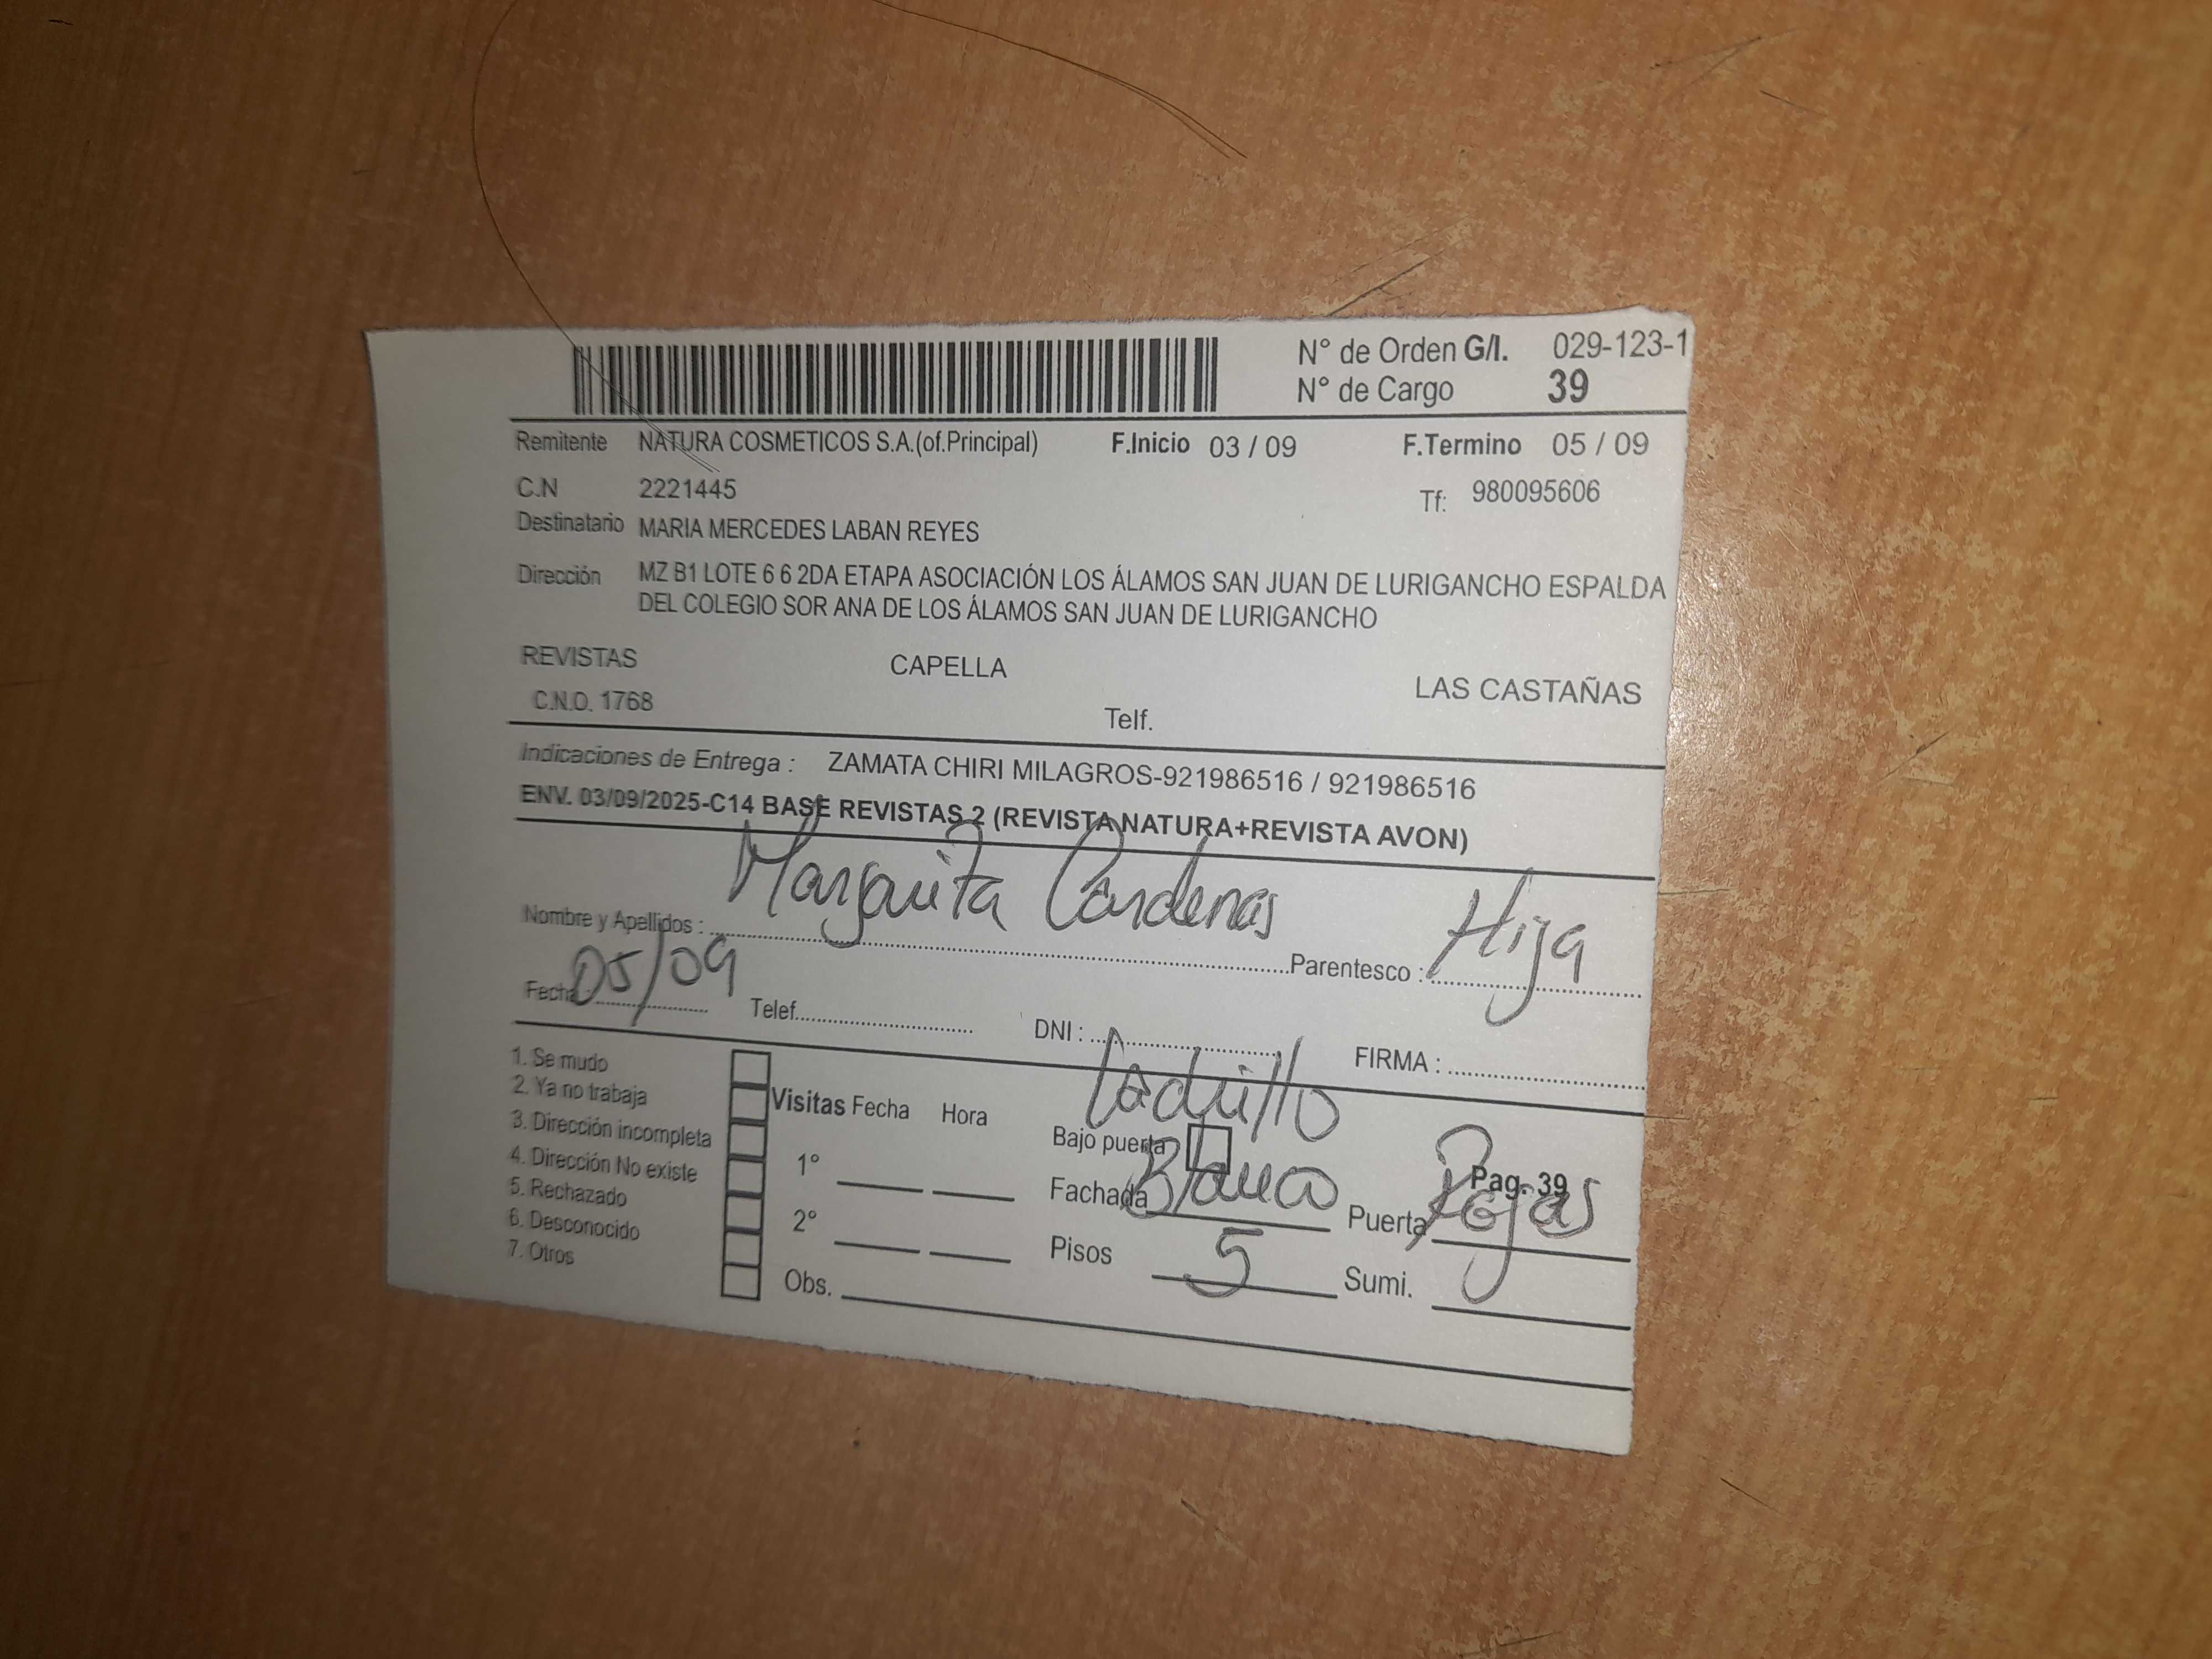 N° de Orden G/I. 029-123-1
N° de Cargo 39
Remitente NATURA COSMETICOS S.A.(of.Principal) F.Inicio 03 / 09 F.Termino 05 / 09
C.N 2221445 Tf: 980095606
Destinatario MARIA MERCEDES LABAN REYES
Dirección MZ B1 LOTE 6 6 2DA ETAPA ASOCIACIÓN LOS ÁLAMOS SAN JUAN DE LURIGANCHO ESPALDA
DEL COLEGIO SOR ANA DE LOS ÁLAMOS SAN JUAN DE LURIGANCHO
REVISTAS CAPELLA LAS CASTAÑAS
C.N.O. 1768 Telf.
Indicaciones de Entrega : ZAMATA CHIRI MILAGROS-921986516 / 921986516
ENV. 03/09/2025-C14 BASE REVISTAS 2 (REVISTA NATURA+REVISTA AVON)
Nombre y Apellidos : Margarita Cardenas Parentesco : Hija
Fecha : 05/09 Telef. DNI : FIRMA :
Ladrillo
1. Se mudo
2. Ya no trabaja
3. Dirección incompleta
4. Dirección No existe
5. Rechazado
6. Desconocido
7. Otros
Visitas Fecha Hora
1°
2°
Obs.
Bajo puerta
Pag. 39
Fachada Blanco Puerta Rejas
Pisos 5 Sumi.